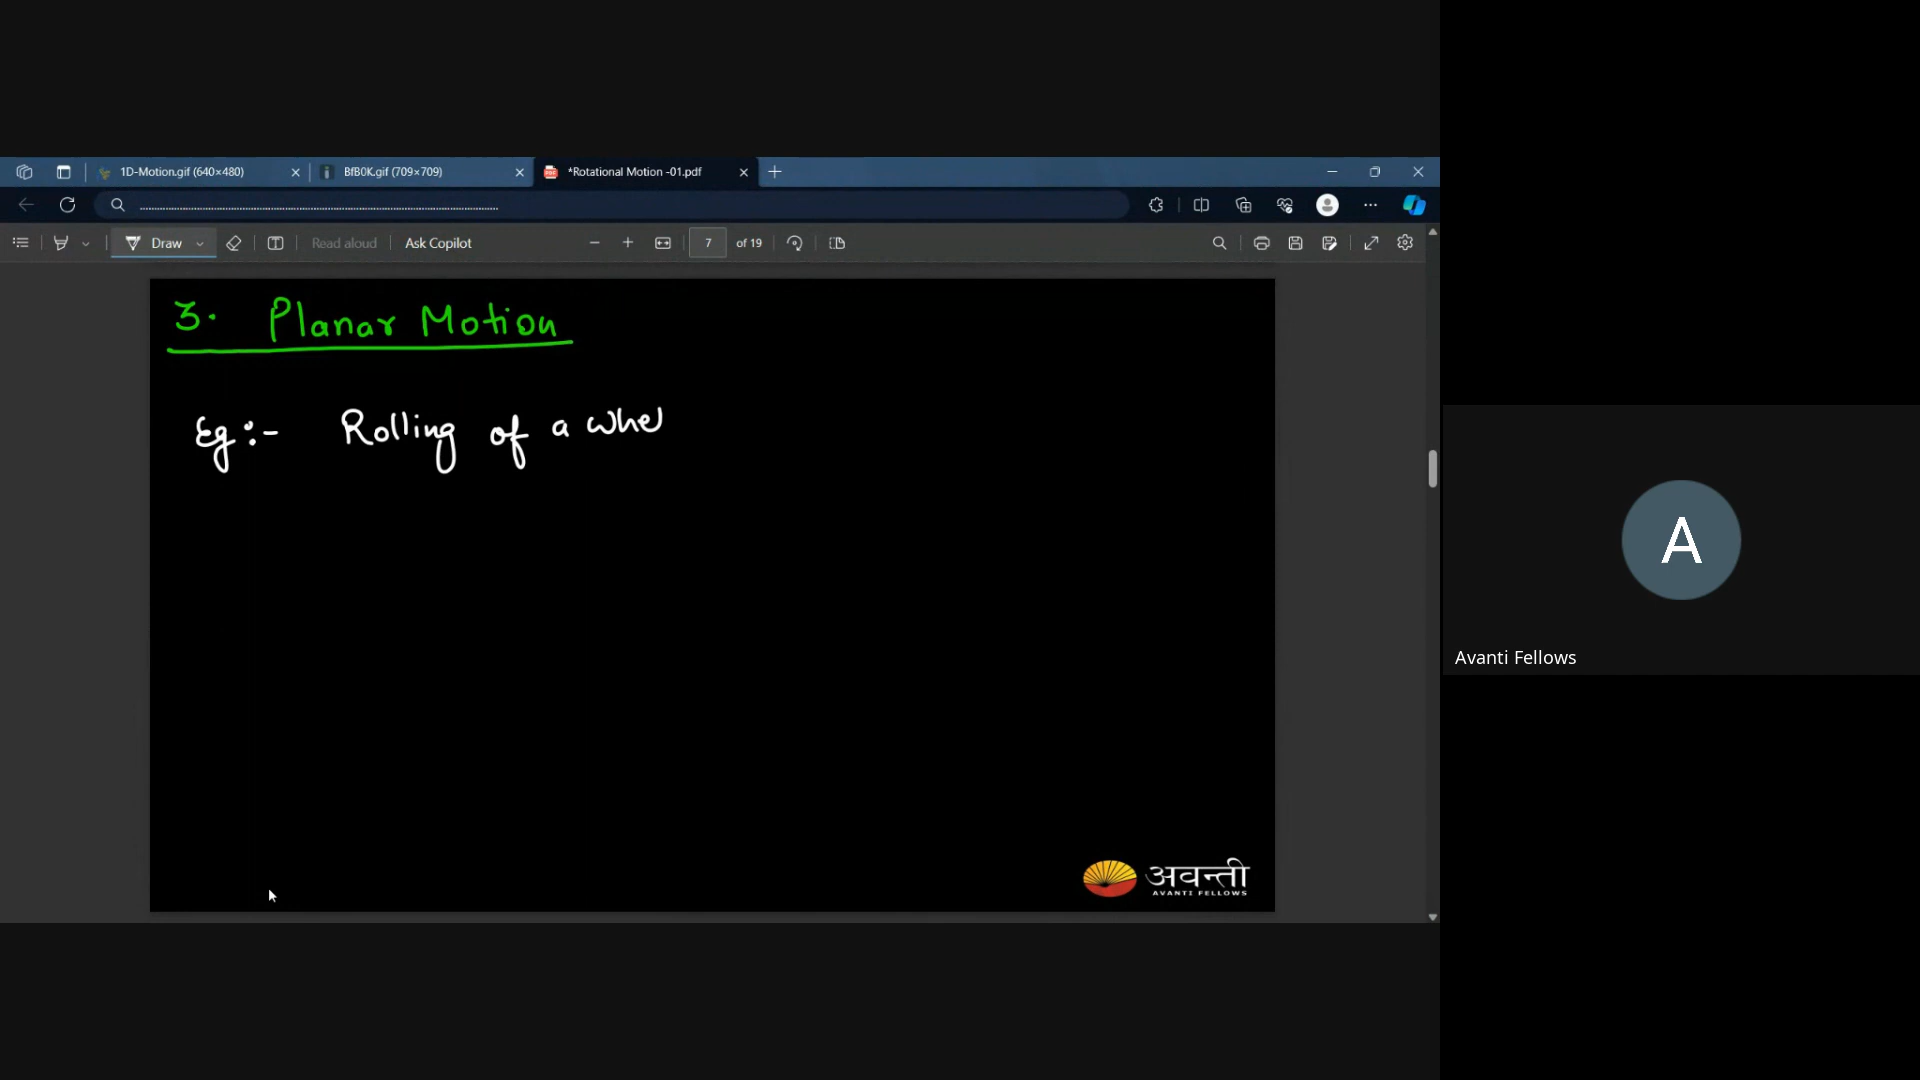 1D-Motion.gif (640×480)
BfB0K.gif (709×709)
*Rotational Motion -01.pdf
Draw
Read aloud
Ask Copilot
7 of 19
3. Planar Motion
Eg:- Rolling of a whe
अवन्ती
AVANTI FELLOWS
A
Avanti Fellows